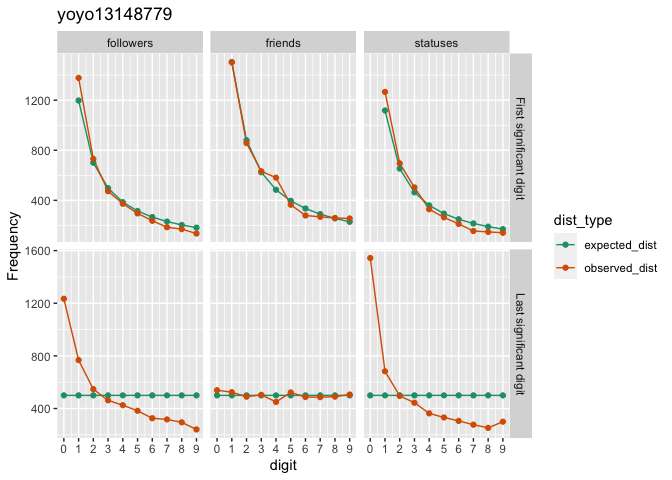 yoyo13148779
followers friends statuses
1200
800
400
First significant digit
1600
1200
800
400
Last significant digit
Frequency
0 1 2 3 4 5 6 7 8 9 0 1 2 3 4 5 6 7 8 9 0 1 2 3 4 5 6 7 8 9
digit
dist_type
expected_dist
observed_dist